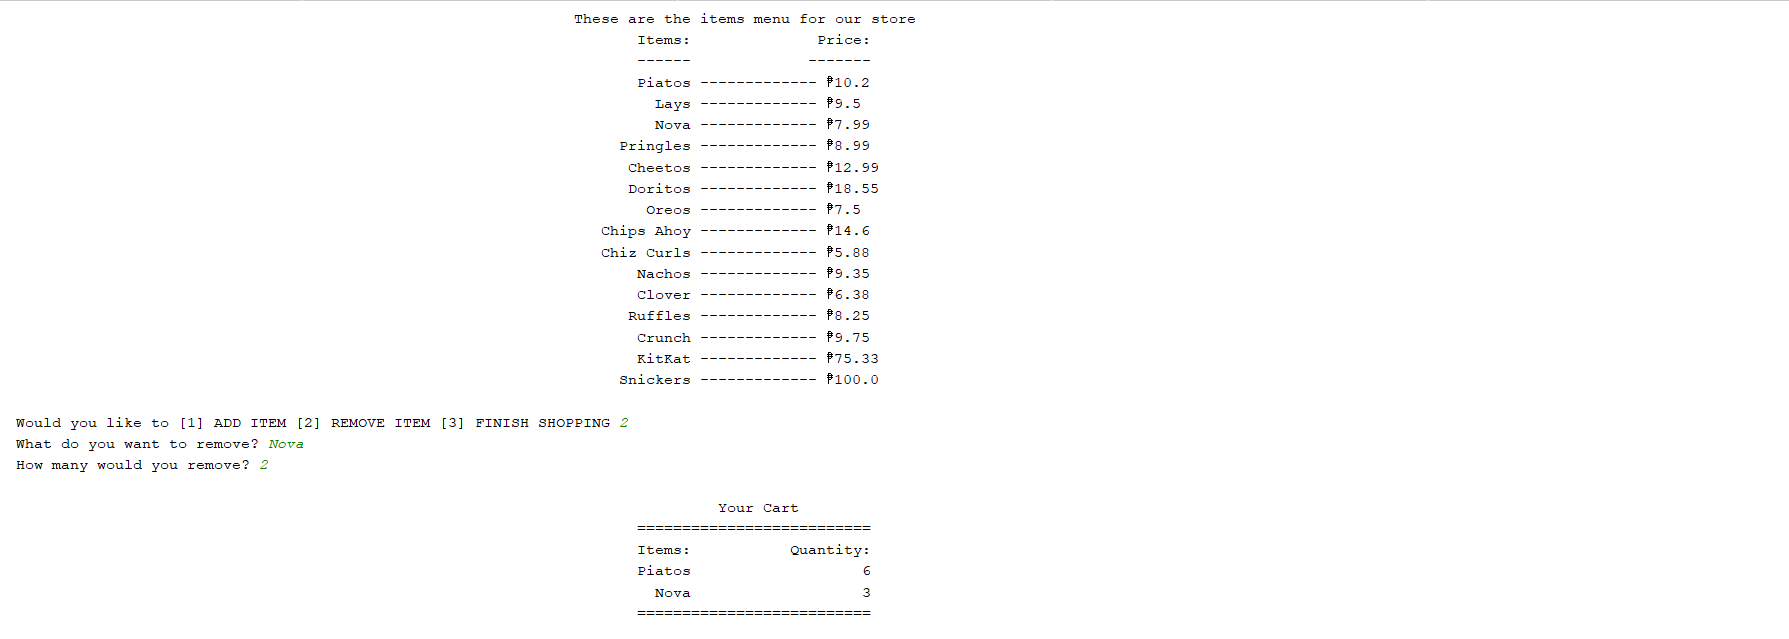 These are the items menu for our store
Items: Price:
------ -------
Piatos ------------- ₱10.2
Lays ------------- ₱9.5
Nova ------------- ₱7.99
Pringles ------------- ₱8.99
Cheetos ------------- ₱12.99
Doritos ------------- ₱18.55
Oreos ------------- ₱7.5
Chips Ahoy ------------- ₱14.6
Chiz Curls ------------- ₱5.88
Nachos ------------- ₱9.35
Clover ------------- ₱6.38
Ruffles ------------- ₱8.25
Crunch ------------- ₱9.75
KitKat ------------- ₱75.33
Snickers ------------- ₱100.0
Would you like to [1] ADD ITEM [2] REMOVE ITEM [3] FINISH SHOPPING 2
What do you want to remove? Nova
How many would you remove? 2
Your Cart
==========================
Items: Quantity:
Piatos 6
Nova 3
==========================